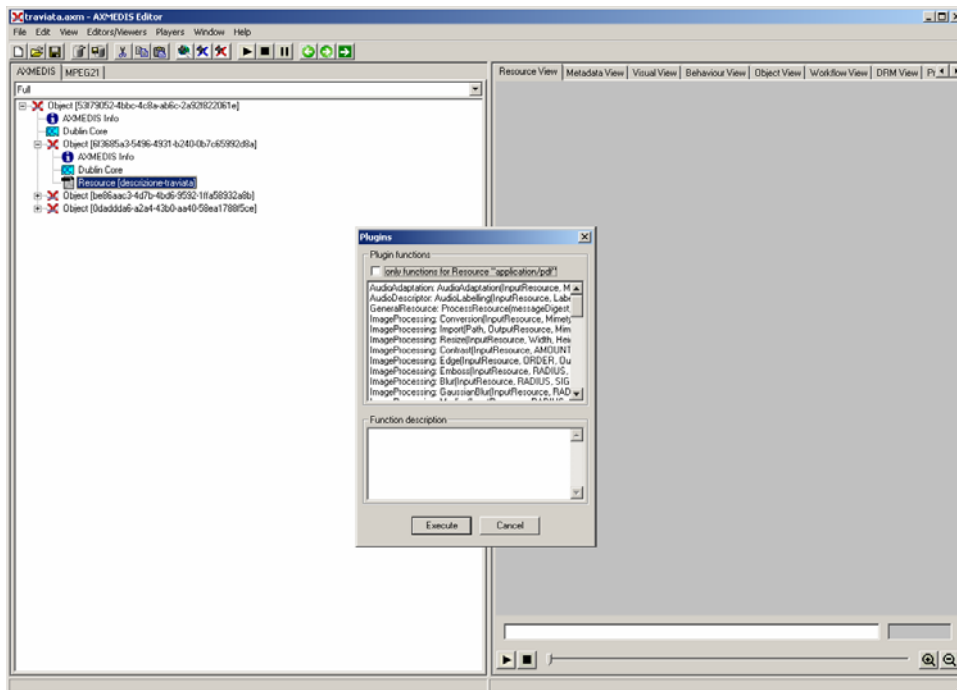 traviata.axm - AXMEDIS Editor
File Edit View Editors/Viewers Players Window Help
AXMEDIS MPEG21
Full
Object [53f79052-4bbc-4c8a-ab6c-2a92f822061e]
AXMEDIS Info
Dublin Core
Object [6f3685a3-5496-4931-b240-0b7c65992d8a]
AXMEDIS Info
Dublin Core
Resource [descrizione-traviata]
Object [be86aac3-4d7b-4bd6-9592-1ffa58932a8b]
Object [0daddda6-a2a4-43b0-aa40-58ea1788f5ce]
Resource View Metadata View Visual View Behaviour View Object View Workflow View DRM View
Plugins
Plugin functions
only functions for Resource "application/pdf"
AudioAdaptation: AudioAdaptation(InputResource, M
AudioDescriptor: AudioLabelling(InputResource, Labe
GeneralResource: ProcessResource(messageDigest,
ImageProcessing: Conversion(InputResource, Mimety
ImageProcessing: Import(Path, OutputResource, Mim
ImageProcessing: Resize(InputResource, Width, Hei
ImageProcessing: Contrast(InputResource, AMOUNT
ImageProcessing: Edge(InputResource, ORDER, Ou
ImageProcessing: Emboss(InputResource, RADIUS,
ImageProcessing: Blur(InputResource, RADIUS, SIG
ImageProcessing: GaussianBlur(InputResource, RAD
Function description
Execute Cancel